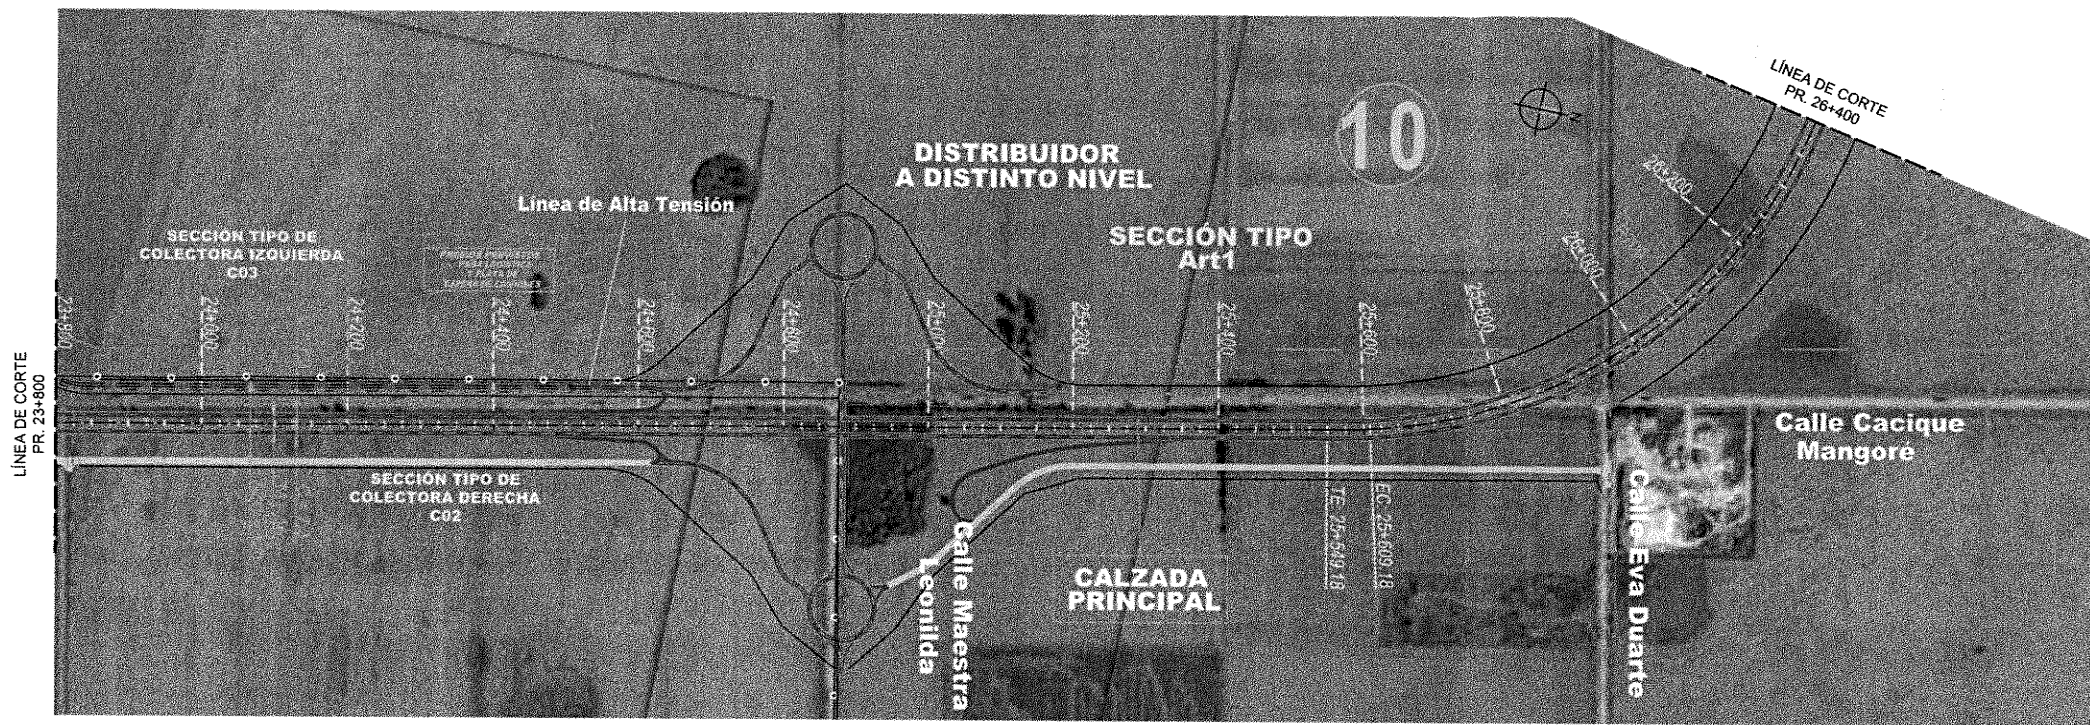 LÍNEA DE CORTE
PR. 26+400
10
DISTRIBUIDOR
A DISTINTO NIVEL
N
Línea de Alta Tensión
SECCIÓN TIPO DE
COLECTORA IZQUIERDA
C03
SECCIÓN TIPO
Art1
26+200
26+000
25+800
23+800
24+000
24+200
24+400
24+600
25+000
25+200
25+400
25+600
LÍNEA DE CORTE
PR. 23+800
SECCIÓN TIPO DE
COLECTORA DERECHA
C02
Calle Cacique
Mangoré
TE: 25+549.18
EC: 25+609.18
Calle Maestra
Leonilda
CALZADA
PRINCIPAL
Calle Eva Duarte